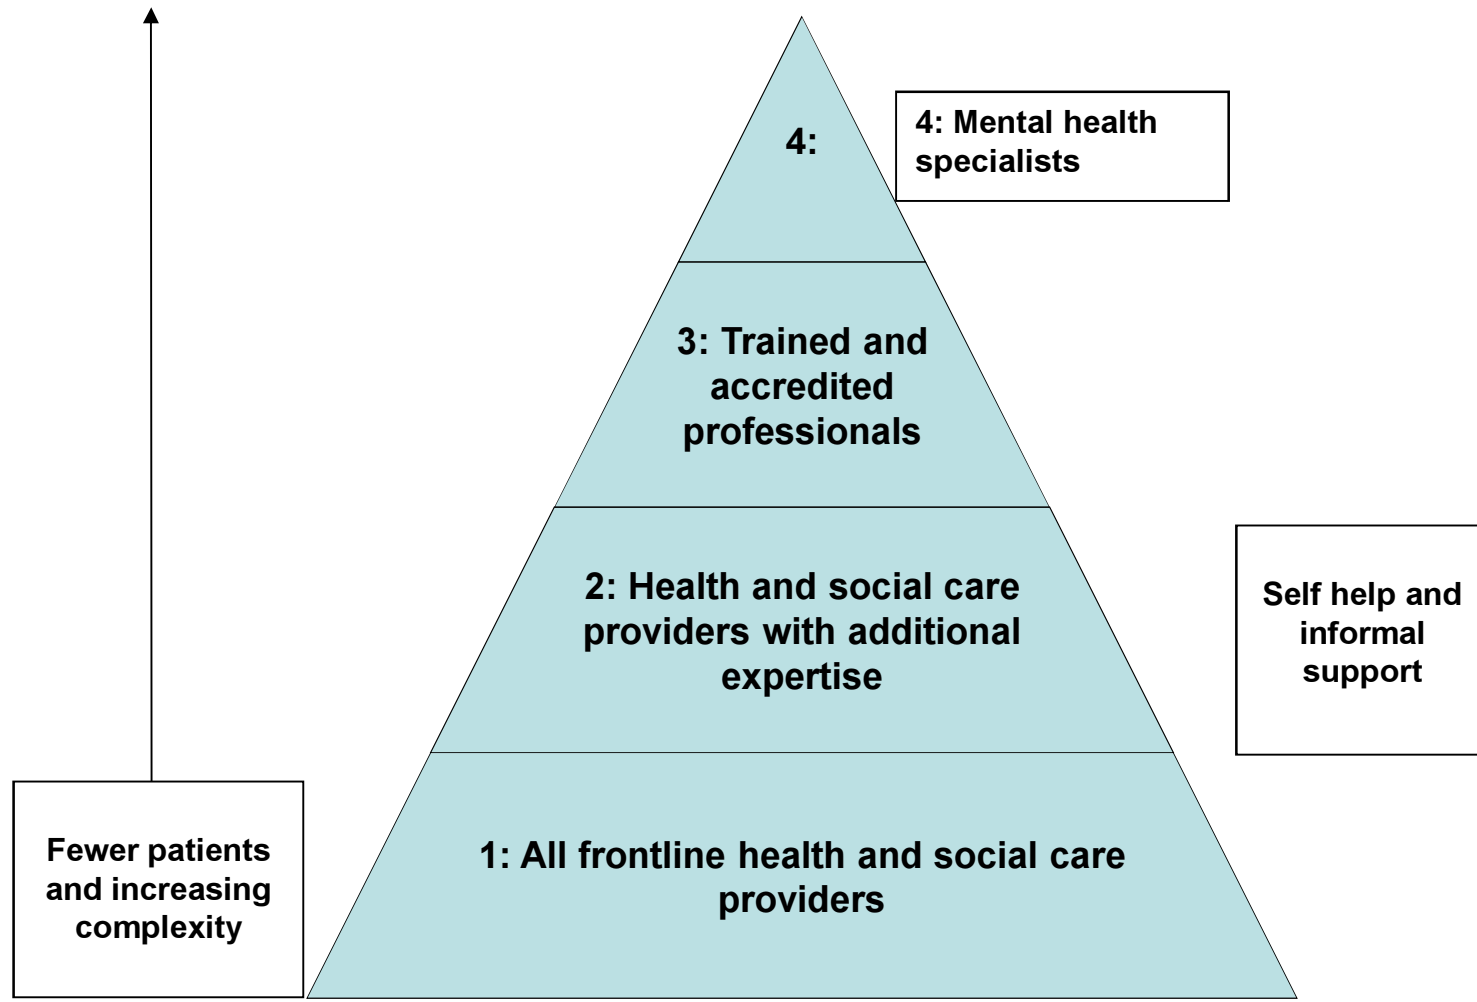 4:
4: Mental health
specialists
3: Trained and
accredited
professionals
2: Health and social care
providers with additional
expertise
Self help and
informal
support
1: All frontline health and social care
providers
Fewer patients
and increasing
complexity